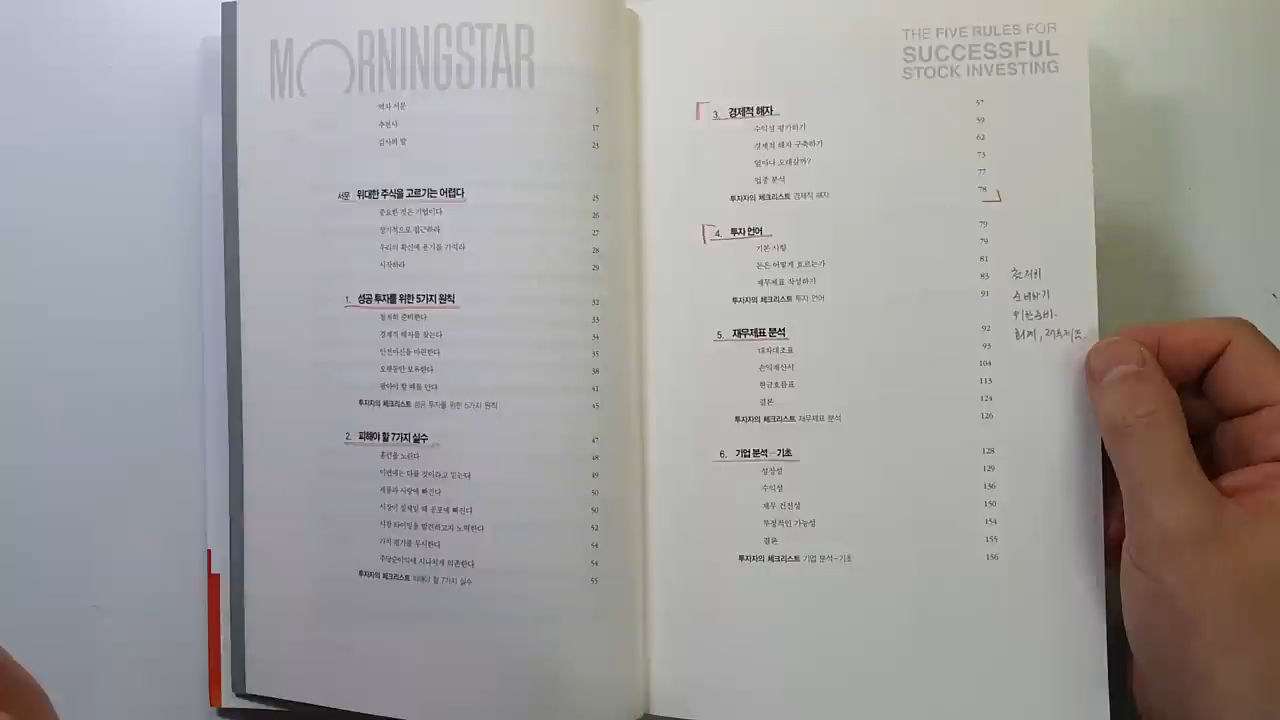 MORNINGSTAR
역자 서문 5
추천사 17
감사의 말 23
서문 위대한 주식을 고르기는 어렵다 25
중요한 것은 기업이다 26
장기적으로 접근하라 27
우리의 확신에 용기를 가져라 28
시작하라 29
1. 성공 투자를 위한 5가지 원칙 32
철저히 준비한다 33
경제적 해자를 찾는다 34
안전마진을 마련한다 35
오랫동안 보유한다 38
팔아야 할 때를 안다 41
투자자의 체크리스트 성공 투자를 위한 5가지 원칙 45
2. 피해야 할 7가지 실수 47
홈런을 노린다 48
이번에는 다를 것이라고 믿는다 49
제품과 사랑에 빠진다 50
시장이 침체일 때 공포에 빠진다 50
시장 타이밍을 발견하고자 노력한다 52
가치 평가를 무시한다 54
주당순이익에 지나치게 의존한다 54
투자자의 체크리스트 피해야 할 7가지 실수 55
THE FIVE RULES FOR
SUCCESSFUL
STOCK INVESTING
3. 경제적 해자 57
수익성 평가하기 59
경제적 해자 구축하기 62
얼마나 오래갈까? 73
업종 분석 77
투자자의 체크리스트 경제적 해자 78
4. 투자 언어 79
기본 사항 79
돈은 어떻게 흐르는가 81
재무제표 작성하기 83
투자자의 체크리스트 투자 언어 91
5. 재무제표 분석 92
대차대조표 93
손익계산서 104
현금흐름표 113
결론 124
투자자의 체크리스트 재무제표 분석 126
6. 기업 분석－기초 128
성장성 129
수익성 136
재무 건전성 150
부정적인 가능성 154
결론 155
투자자의 체크리스트 기업 분석－기초 156
준비하기
회계, 재무제표.